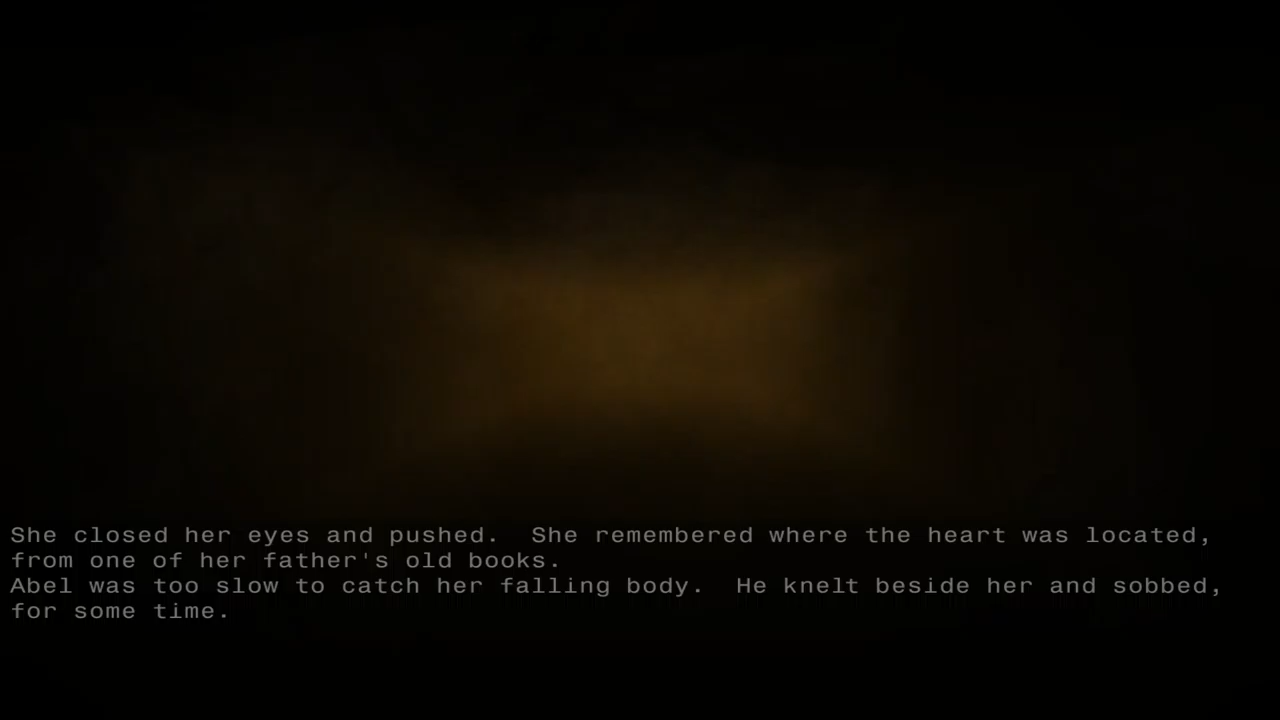 She closed her eyes and pushed.  She remembered where the heart was located,
from one of her father's old books.
Abel was too slow to catch her falling body.  He knelt beside her and sobbed,
for some time.